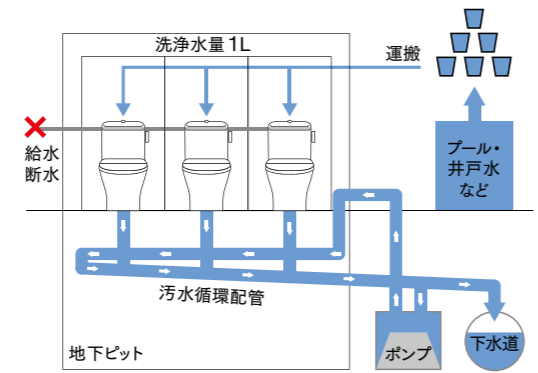 洗浄水量1L
運搬
給水
断水
プール・
井戸水
など
汚水循環配管
地下ピット
ポンプ
下水道